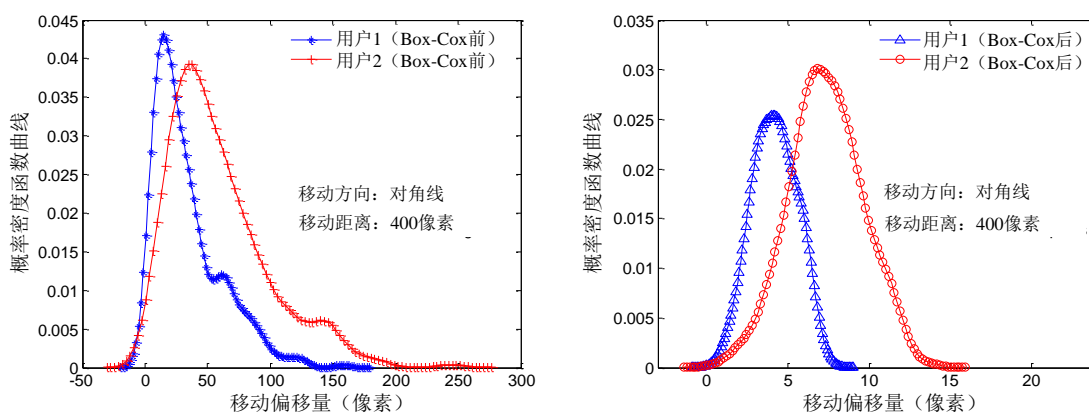 0.045
0.04
0.035
0.03
0.025
0.02
0.015
0.01
0.005
0
-50
0
50
100
150
200
250
300
概率密度函数曲线
移动偏移量（像素）
用户1（Box-Cox前）
用户2（Box-Cox前）
移动方向：对角线
移动距离：400像素
0.035
0.03
0.025
0.02
0.015
0.01
0.005
0
0
5
10
15
20
概率密度函数曲线
移动偏移量（像素）
用户1（Box-Cox后）
用户2（Box-Cox后）
移动方向：对角线
移动距离：400像素